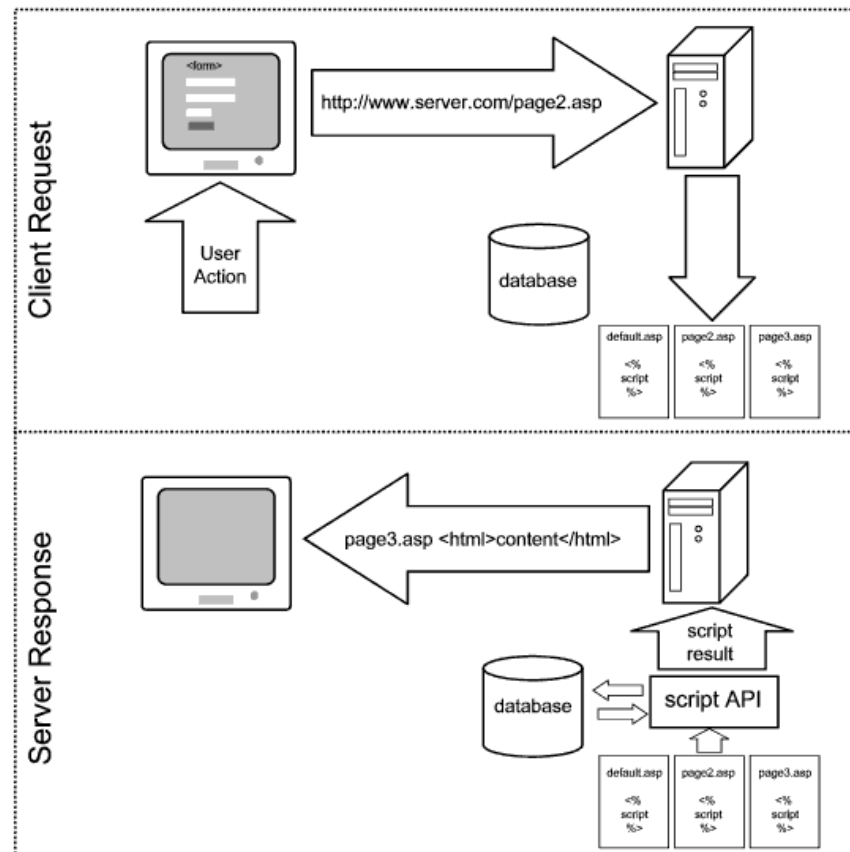 Client Request
<form>
http://www.server.com/page2.asp
User
Action
database
default.asp
<%
script
%>
page2.asp
<%
script
%>
page3.asp
<%
script
%>
Server Response
page3.asp <html>content</html>
script
result
database
script API
default.asp
<%
script
%>
page2.asp
<%
script
%>
page3.asp
<%
script
%>